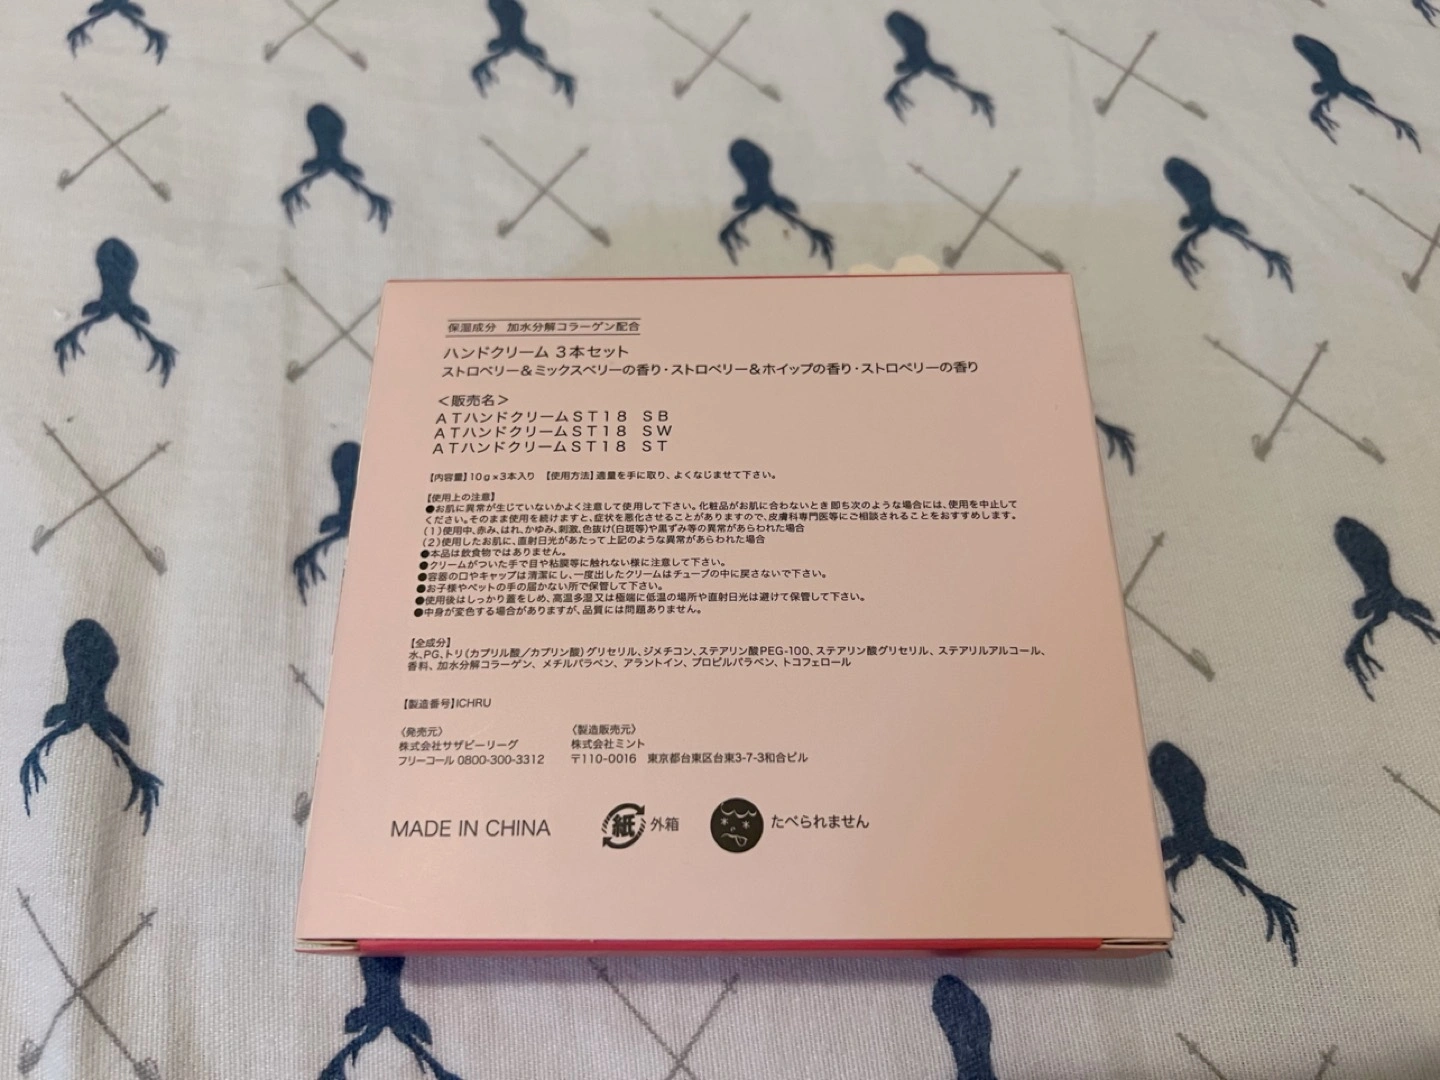 保湿成分　加水分解コラーゲン配合
ハンドクリーム 3本セット
ストロベリー＆ミックスベリーの香り・ストロベリー＆ホイップの香り・ストロベリーの香り
＜販売名＞
ＡＴハンドクリームＳＴ１８　ＳＢ
ＡＴハンドクリームＳＴ１８　ＳＷ
ＡＴハンドクリームＳＴ１８　ＳＴ
【内容量】10g×3本入り　【使用方法】適量を手に取り、よくなじませて下さい。
【使用上の注意】
●お肌に異常が生じていないかよく注意して使用して下さい。化粧品がお肌に合わないとき即ち次のような場合には、使用を中止して
ください。そのまま使用を続けますと、症状を悪化させることがありますので、皮膚科専門医等にご相談されることをおすすめします。
(1)使用中、赤み、はれ、かゆみ、刺激、色抜け(白斑等)や黒ずみ等の異常があらわれた場合
(2)使用したお肌に、直射日光があたって上記のような異常があらわれた場合
●本品は飲食物ではありません。
●クリームがついた手で目や粘膜等に触れない様に注意して下さい。
●容器の口やキャップは清潔にし、一度出したクリームはチューブの中に戻さないで下さい。
●お子様やペットの手の届かない所で保管して下さい。
●使用後はしっかり蓋をしめ、高温多湿又は極端に低温の場所や直射日光は避けて保管して下さい。
●中身が変色する場合がありますが、品質には問題ありません。
【全成分】
水、PG、トリ(カプリル酸／カプリン酸)グリセリル、ジメチコン、ステアリン酸PEG-100、ステアリン酸グリセリル、ステアリルアルコール、
香料、加水分解コラーゲン、メチルパラベン、アラントイン、プロピルパラベン、トコフェロール
【製造番号】ICHRU
〈発売元〉
株式会社サザビーリーグ
フリーコール 0800-300-3312
〈製造販売元〉
株式会社ミント
〒110-0016　東京都台東区台東3-7-3和合ビル
MADE IN CHINA
紙 外箱
たべられません